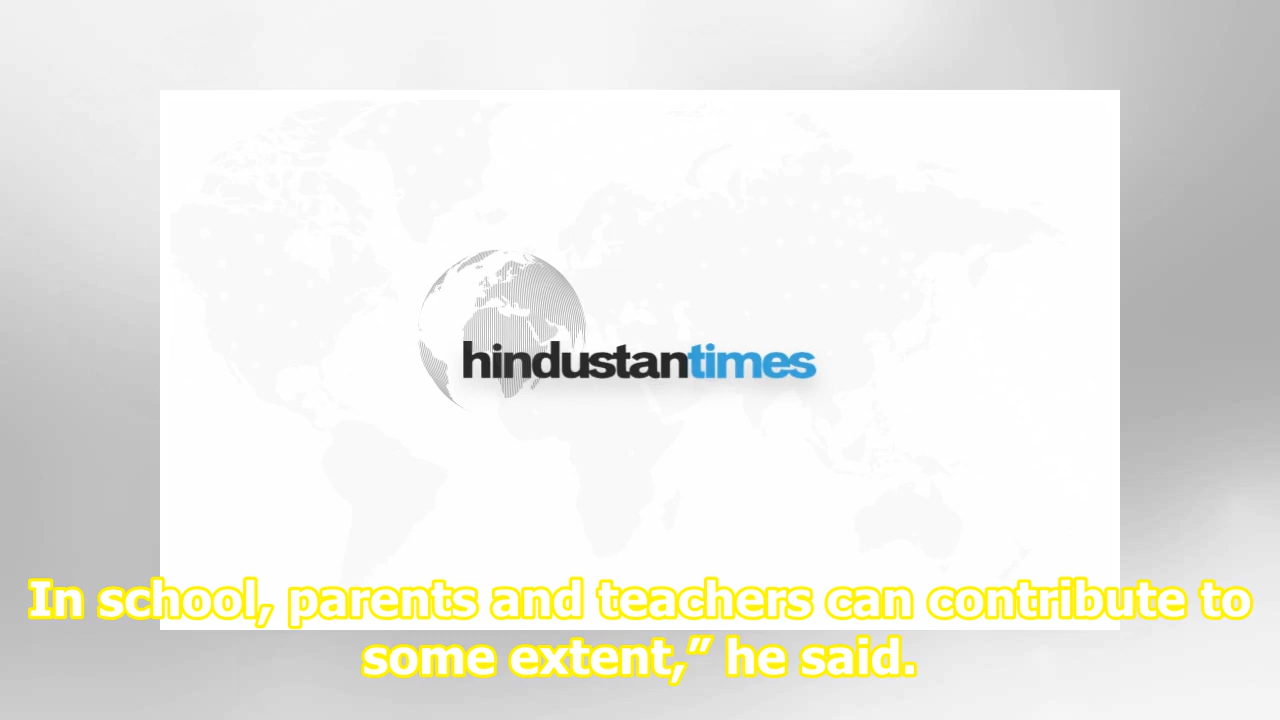 hindustantimes
In school, parents and teachers can contribute to
some extent,” he said.